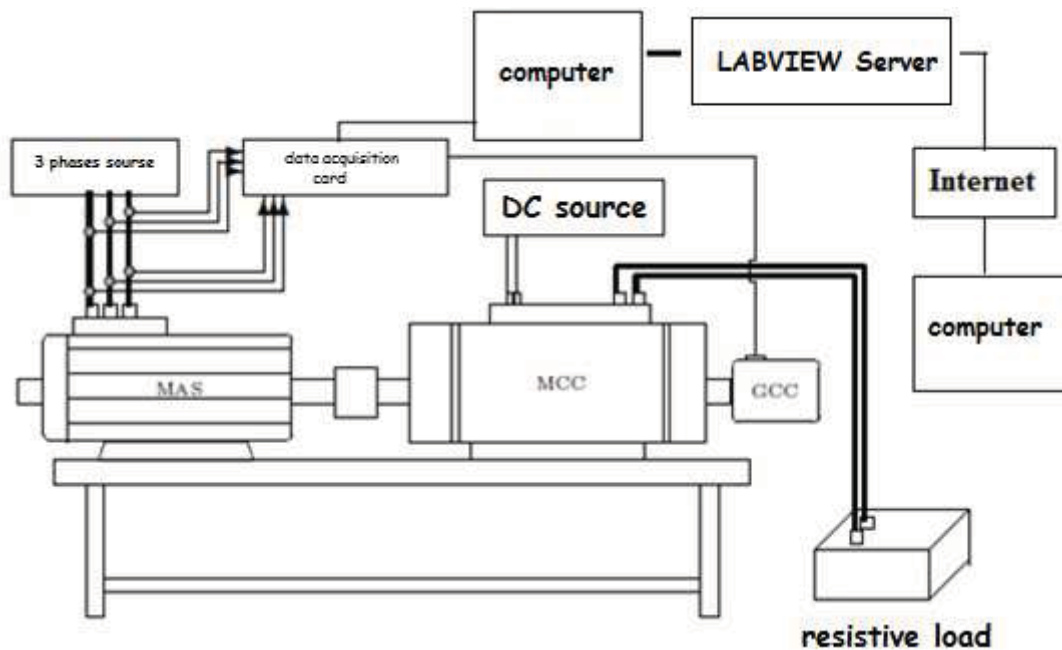 computer
LABVIEW Server
3 phases sourse
data acquisition
card
Internet
DC source
computer
MAS
MCC
GCC
resistive load